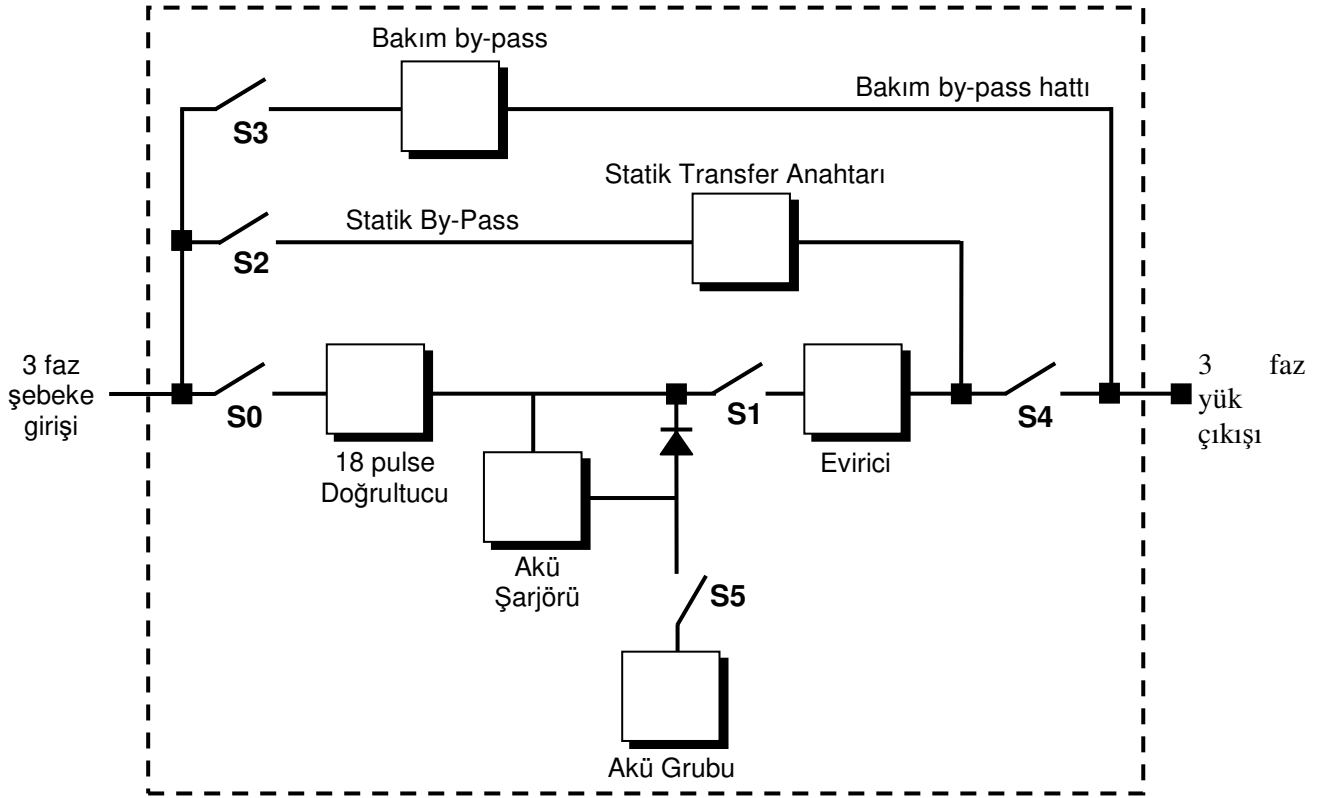 Bakım by-pass
Bakım by-pass hattı
S3
Statik Transfer Anahtarı
Statik By-Pass
S2
3 faz
şebeke
girişi
S0
S1
S4
3 faz
yük
çıkışı
18 pulse
Doğrultucu
Evirici
Akü
Şarjörü
S5
Akü Grubu